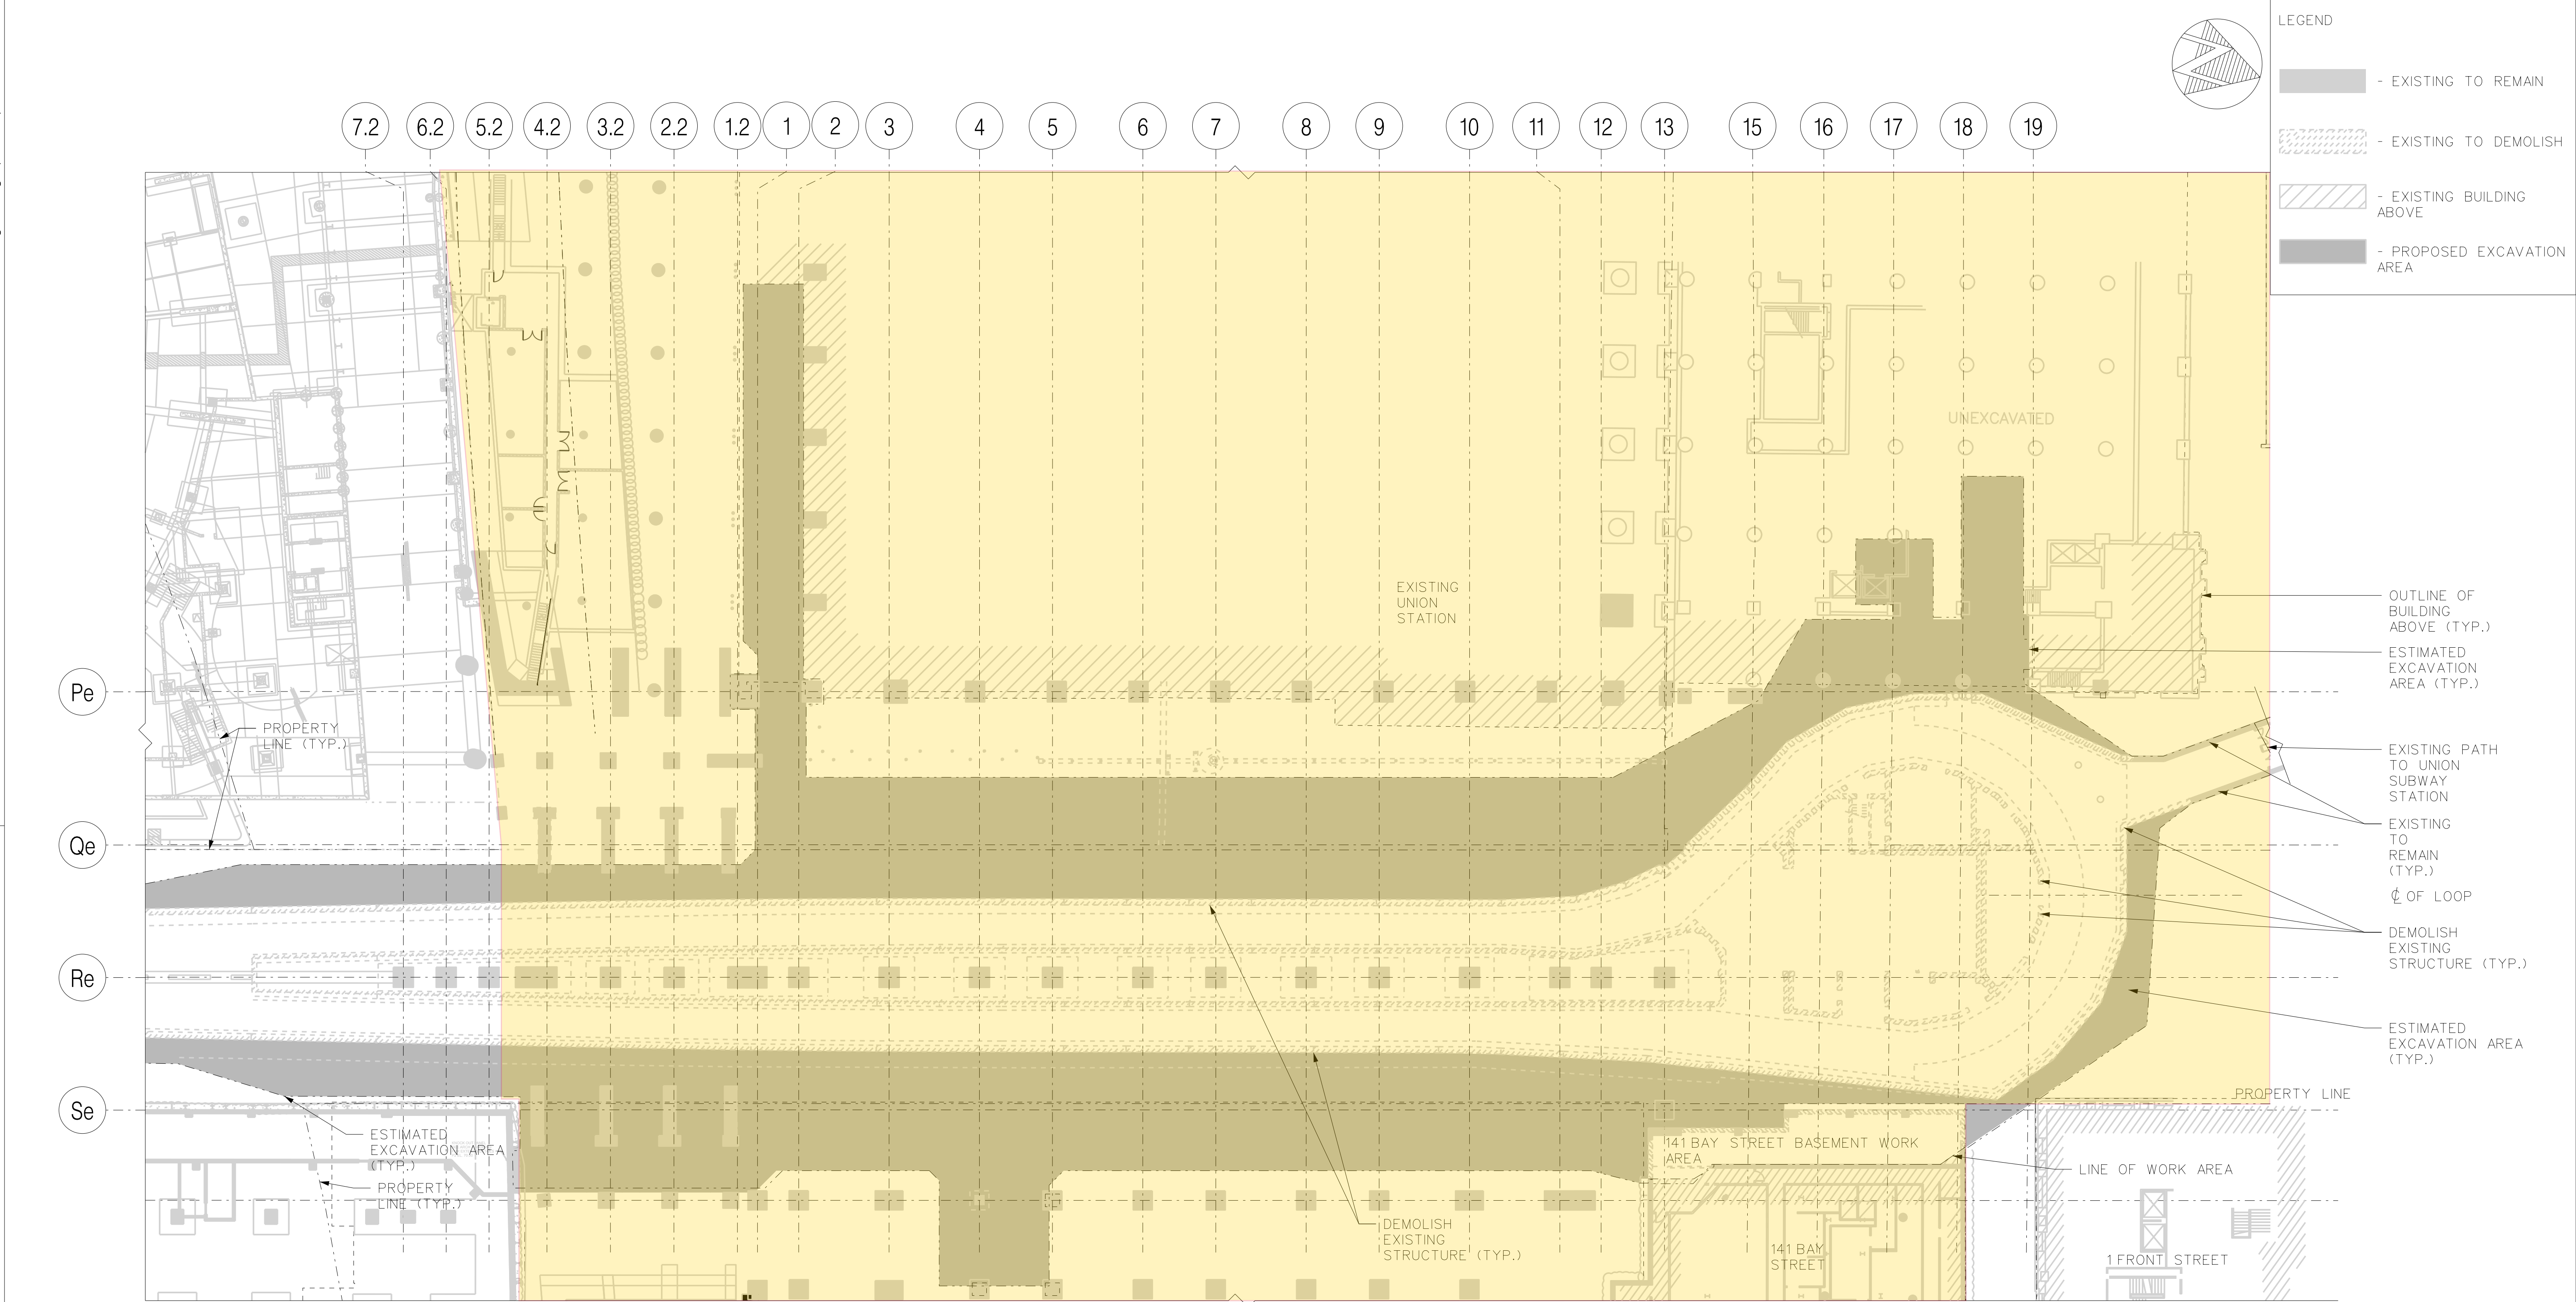 LEGEND
- EXISTING TO REMAIN
- EXISTING TO DEMOLISH
- EXISTING BUILDING
ABOVE
- PROPOSED EXCAVATION
AREA
7.2
6.2
5.2
4.2
3.2
2.2
1.2
1
2
3
4
5
6
7
8
9
10
11
12
13
15
16
17
18
19
UNEXCAVATED
EXISTING
UNION
STATION
OUTLINE OF
BUILDING
ABOVE (TYP.)
ESTIMATED
EXCAVATION
AREA (TYP.)
Pe
PROPERTY
LINE (TYP.)
EXISTING PATH
TO UNION
SUBWAY
STATION
Qe
EXISTING
TO
REMAIN
(TYP.)
℄ OF LOOP
DEMOLISH
EXISTING
STRUCTURE (TYP.)
Re
ESTIMATED
EXCAVATION AREA
(TYP.)
PROPERTY LINE
Se
ESTIMATED
EXCAVATION AREA
(TYP.)
PROPERTY
LINE (TYP.)
141 BAY STREET BASEMENT WORK
AREA
LINE OF WORK AREA
DEMOLISH
EXISTING
STRUCTURE (TYP.)
141 BAY
STREET
1 FRONT STREET